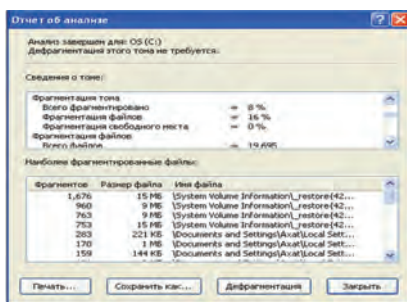 Отчет об анализе
Анализ завершен для: OS (C:)
Дефрагментация этого тома не требуется.
Сведения о томе:
Фрагментация тома
Всего фрагментировано = 8 %
Фрагментация файлов = 16 %
Фрагментация свободного места = 0 %
Фрагментация файлов
Всего файлов = 19,695
Наиболее фрагментированные файлы:
Фрагментов Размер файла Имя файла
1,676 15 МБ \System Volume Information\_restore{42...
960 9 МБ \System Volume Information\_restore{42...
763 9 МБ \System Volume Information\_restore{42...
753 15 МБ \System Volume Information\_restore{42...
283 221 КБ \Documents and Settings\Axat\Local Sett...
170 1 МБ \Documents and Settings\Axat\Local Sett...
159 144 КБ \Documents and Settings\Axat\Local Sett...
Печать... Сохранить как... Дефрагментация Закрыть